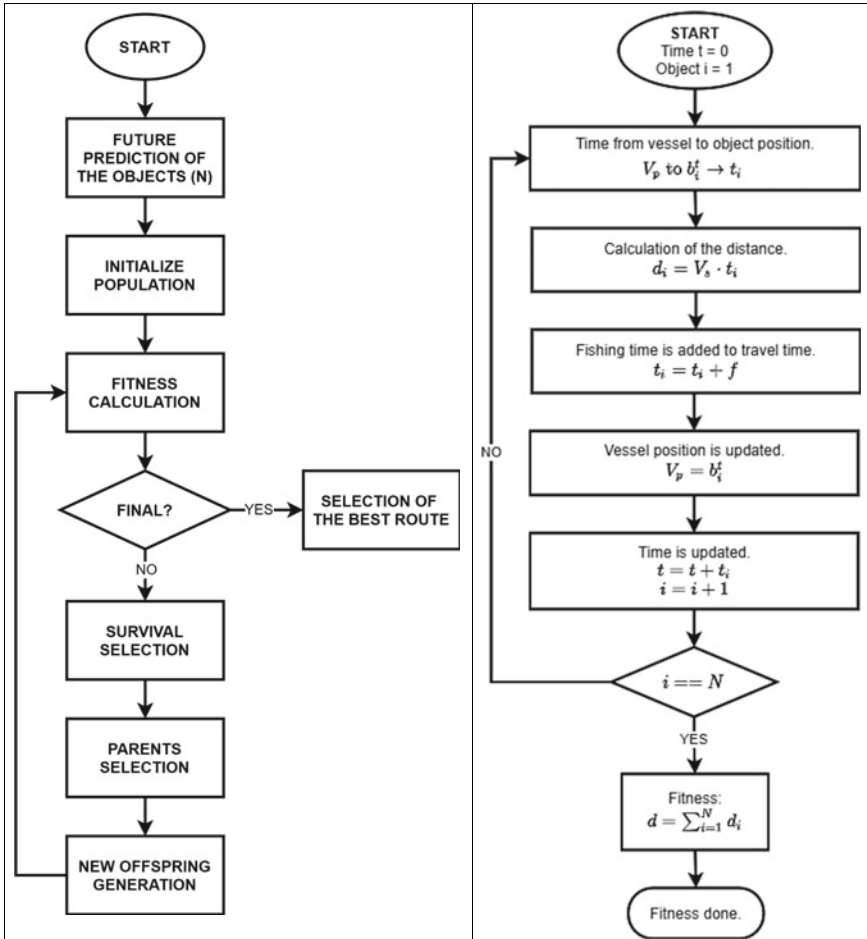 START
FUTURE
PREDICTION OF
THE OBJECTS (N)
INITIALIZE
POPULATION
FITNESS
CALCULATION
FINAL?
YES
SELECTION OF
THE BEST ROUTE
NO
SURVIVAL
SELECTION
PARENTS
SELECTION
NEW OFFSPRING
GENERATION
START
Time t = 0
Object i = 1
Time from vessel to object position.
$V_p$ to $b_i^t \rightarrow t_i$
Calculation of the distance.
$d_i = V_s \cdot t_i$
Fishing time is added to travel time.
$t_i = t_i + f$
Vessel position is updated.
$V_p = b_i^t$
Time is updated.
$t = t + t_i$
$i = i + 1$
$i == N$
NO
YES
Fitness:
$d = \sum_{i=1}^{N} d_i$
Fitness done.